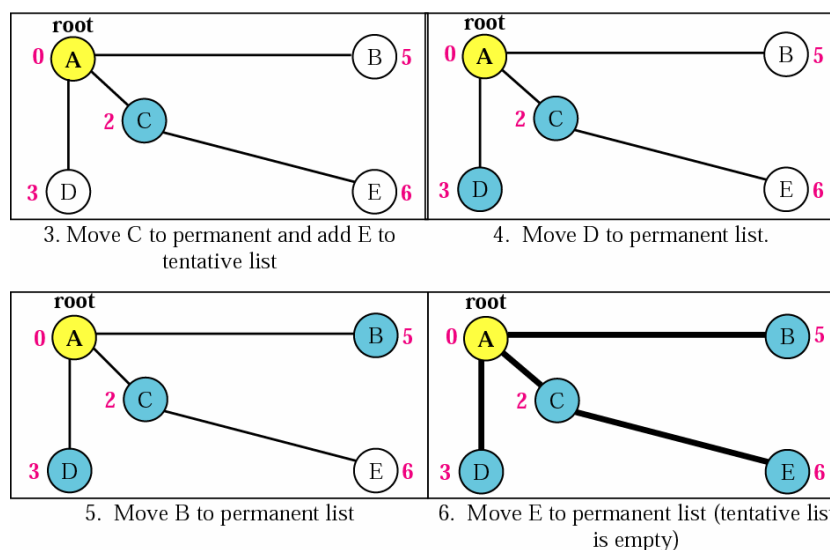 root
0 A B 5
2 C
3 D E 6
3. Move C to permanent and add E to
tentative list
root
0 A B 5
2 C
3 D E 6
4. Move D to permanent list.
root
0 A B 5
2 C
3 D E 6
5. Move B to permanent list
root
0 A B 5
2 C
3 D E 6
6. Move E to permanent list (tentative list
is empty)